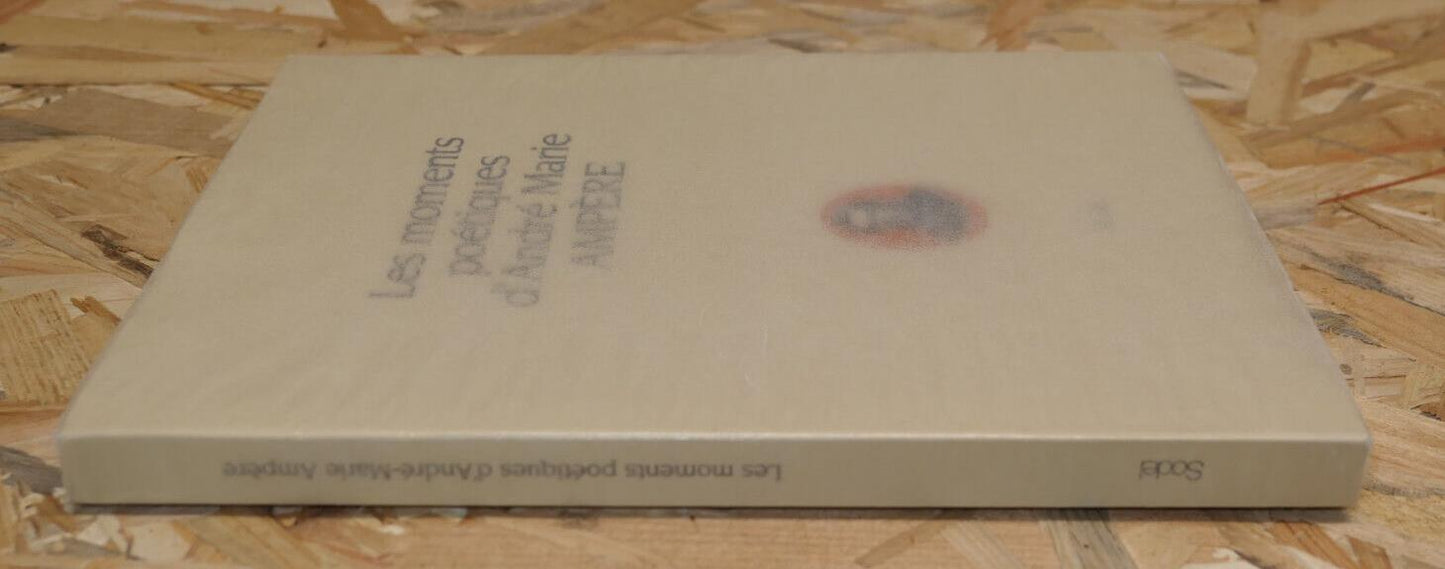 Les moments
poétiques
d'André Marie
AMPÈRE
Les moments poétiques d'André-Marie Ampère
Sodel